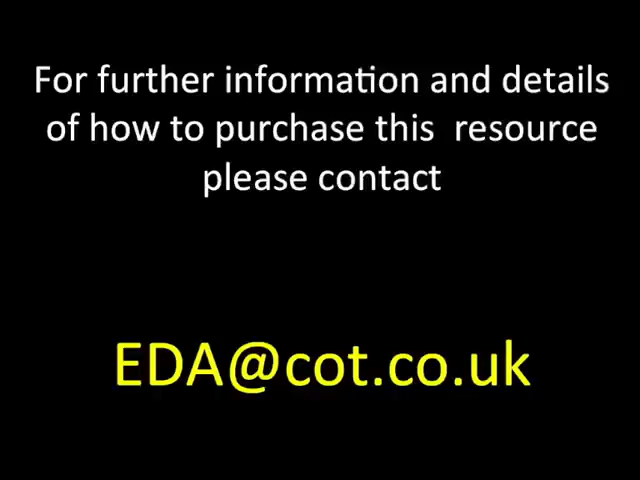 For further information and details
of how to purchase this  resource
please contact
EDA@cot.co.uk